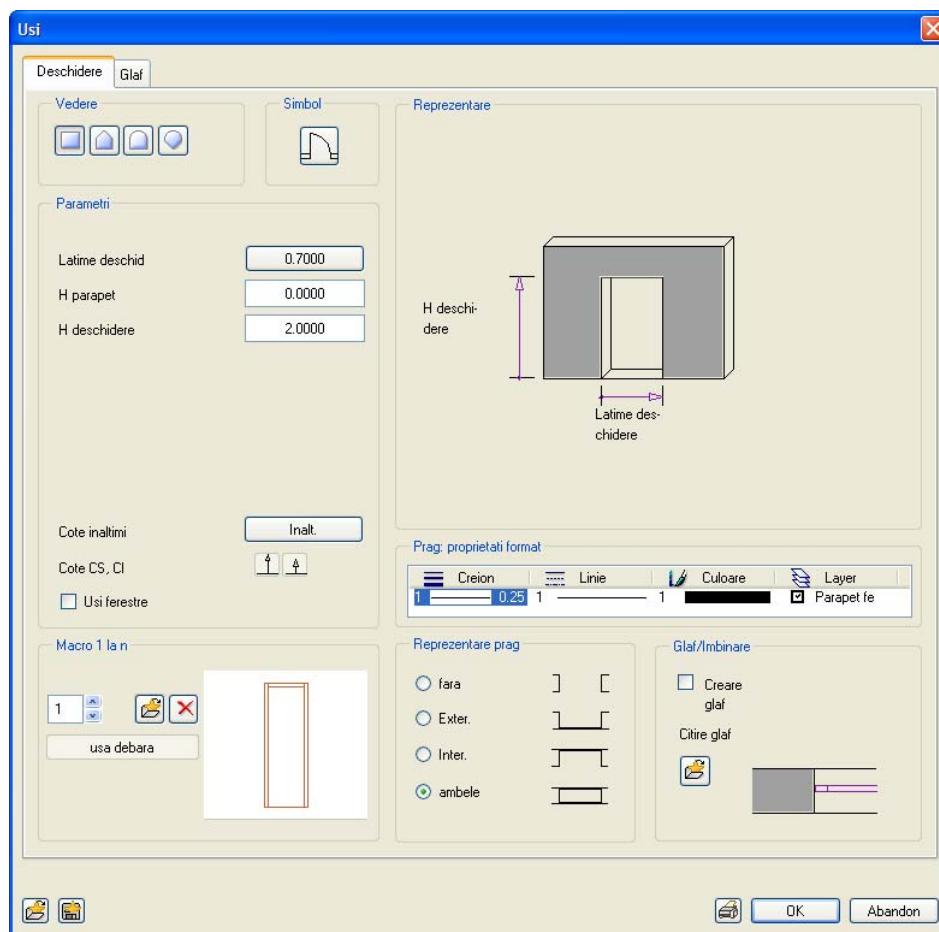 Usi
Deschidere
Glaf
Vedere
Simbol
Reprezentare
Parametri
Latime deschid
0.7000
H parapet
0.0000
H deschidere
2.0000
H deschi-
dere
Latime des-
chidere
Cote inaltimi
Inalt.
Cote CS, CI
Usi ferestre
Prag: proprietati format
Creion
Linie
Culoare
Layer
1
0.25
1
1
Parapet fe
Macro 1 la n
1
usa debara
Reprezentare prag
fara
Exter.
Inter.
ambele
Glaf/Imbinare
Creare
glaf
Citire glaf
OK
Abandon